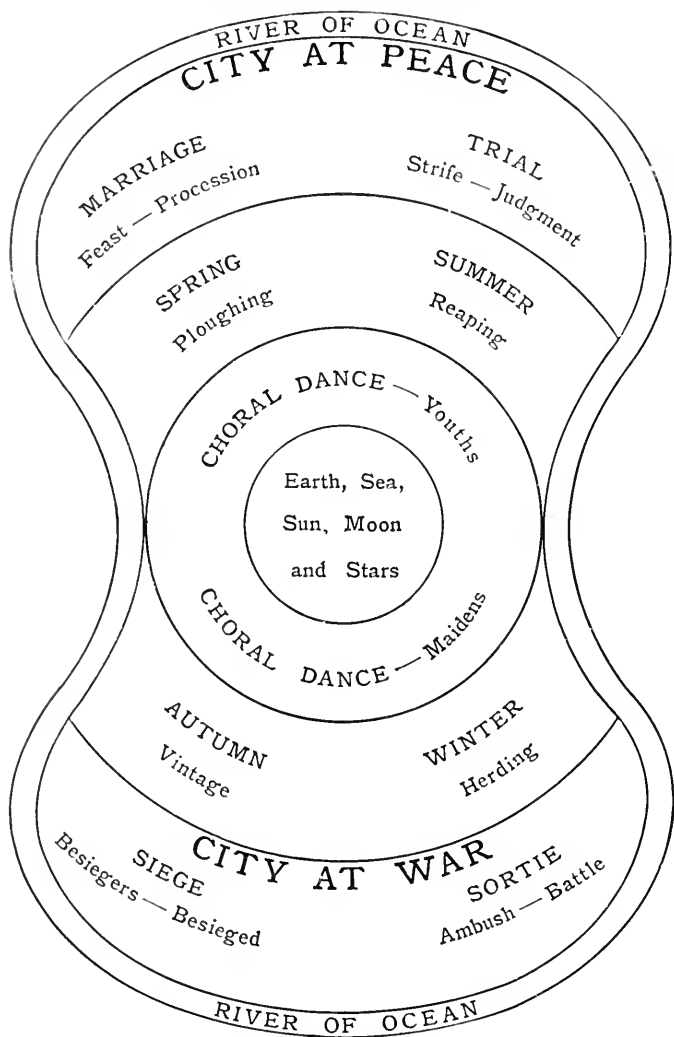 RIVER OF OCEAN
CITY AT PEACE
MARRIAGE
Feast — Procession
TRIAL
Strife — Judgment
SPRING
Ploughing
SUMMER
Reaping
CHORAL DANCE — Youths
Earth, Sea,
Sun, Moon
and Stars
CHORAL DANCE — Maidens
AUTUMN
Vintage
WINTER
Herding
CITY AT WAR
SIEGE
Besiegers — Besieged
SORTIE
Ambush — Battle
RIVER OF OCEAN